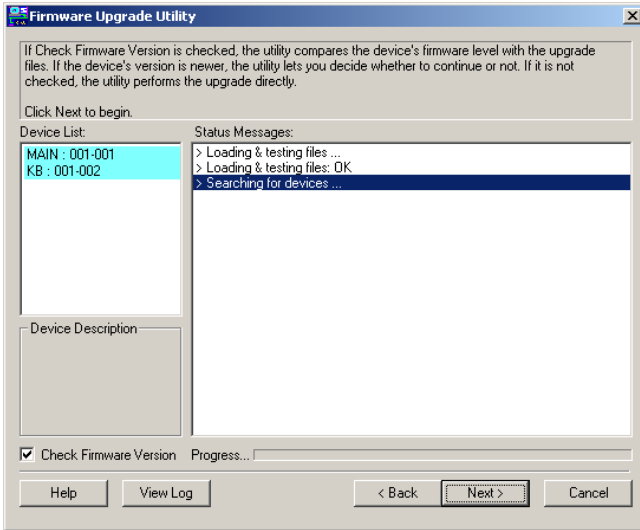 Firmware Upgrade Utility
If Check Firmware Version is checked, the utility compares the device's firmware level with the upgrade
files. If the device's version is newer, the utility lets you decide whether to continue or not. If it is not
checked, the utility performs the upgrade directly.
Click Next to begin.
Device List:
Status Messages:
MAIN : 001-001
KB : 001-002
> Loading & testing files ...
> Loading & testing files: OK
> Searching for devices ...
Device Description
Check Firmware Version
Progress...
Help
View Log
< Back
Next >
Cancel